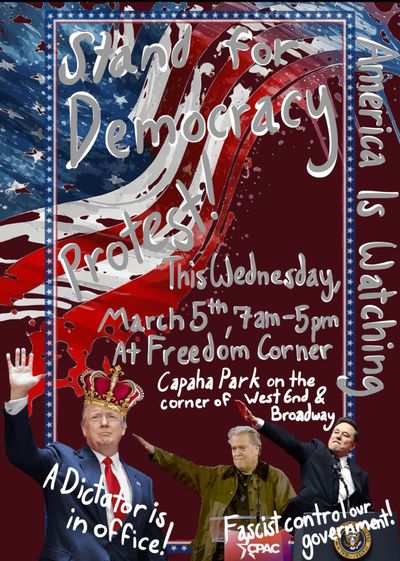 Stand for
Democracy
Protest!
This Wednesday,
March 5th, 7am-5pm
At Freedom Corner
Capaha Park on the
corner of West End &
Broadway
America Is Watching
A Dictator is
in office!
Fascist control our
government!
CPAC